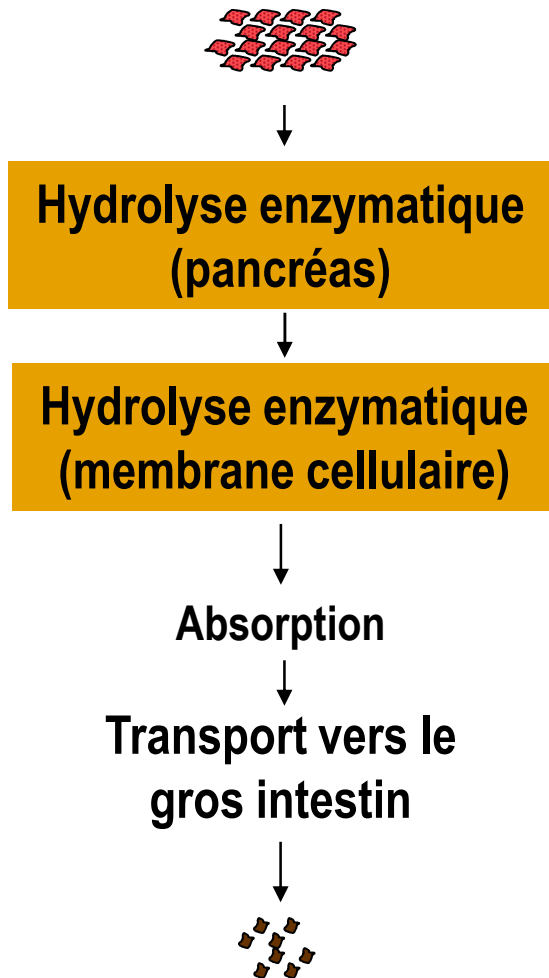 Hydrolyse enzymatique
(pancréas)
Hydrolyse enzymatique
(membrane cellulaire)
Absorption
Transport vers le
gros intestin